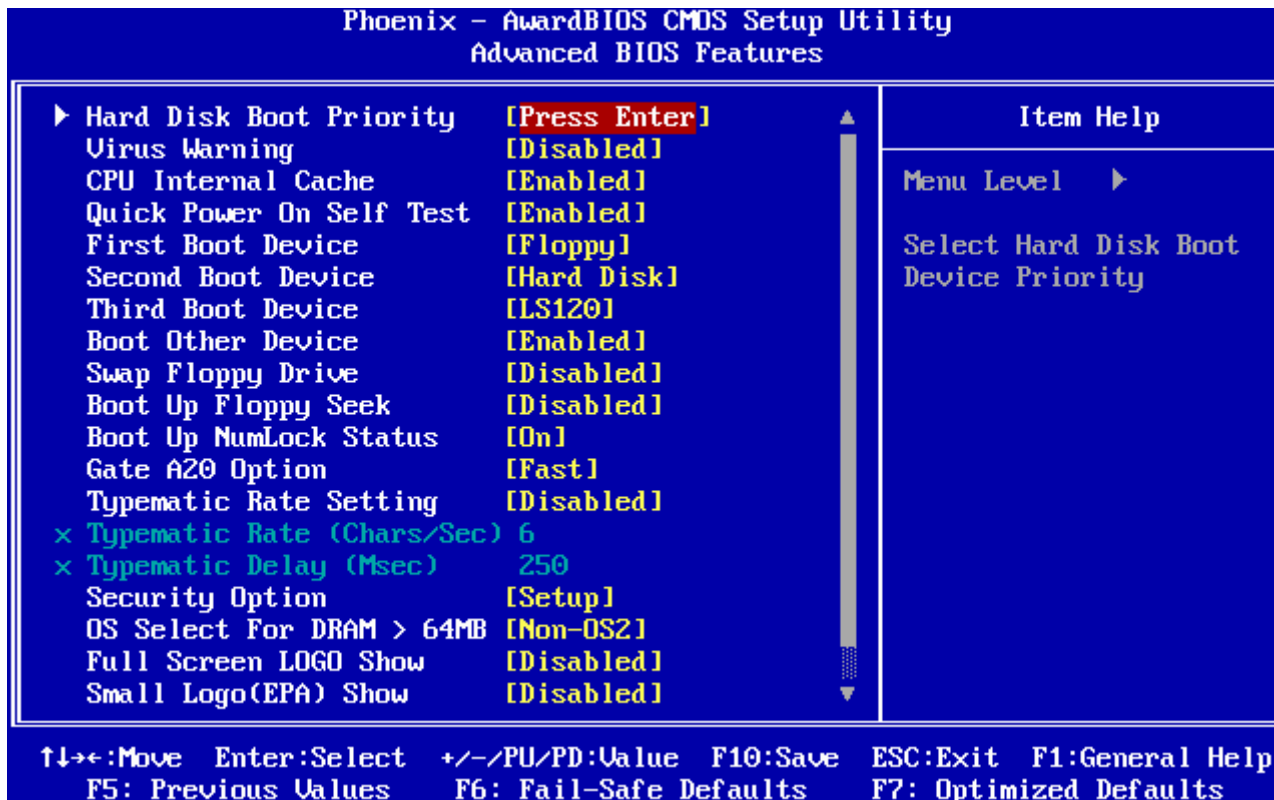 Phoenix - AwardBIOS CMOS Setup Utility
Advanced BIOS Features
Hard Disk Boot Priority [Press Enter]
Virus Warning [Disabled]
CPU Internal Cache [Enabled]
Quick Power On Self Test [Enabled]
First Boot Device [Floppy]
Second Boot Device [Hard Disk]
Third Boot Device [LS120]
Boot Other Device [Enabled]
Swap Floppy Drive [Disabled]
Boot Up Floppy Seek [Disabled]
Boot Up NumLock Status [On]
Gate A20 Option [Fast]
Typematic Rate Setting [Disabled]
x Typematic Rate (Chars/Sec) 6
x Typematic Delay (Msec) 250
Security Option [Setup]
OS Select For DRAM > 64MB [Non-OS2]
Full Screen LOGO Show [Disabled]
Small Logo(EPA) Show [Disabled]
Item Help
Menu Level
Select Hard Disk Boot
Device Priority
↑↓→←:Move Enter:Select +/-/PU/PD:Value F10:Save ESC:Exit F1:General Help
F5: Previous Values F6: Fail-Safe Defaults F7: Optimized Defaults